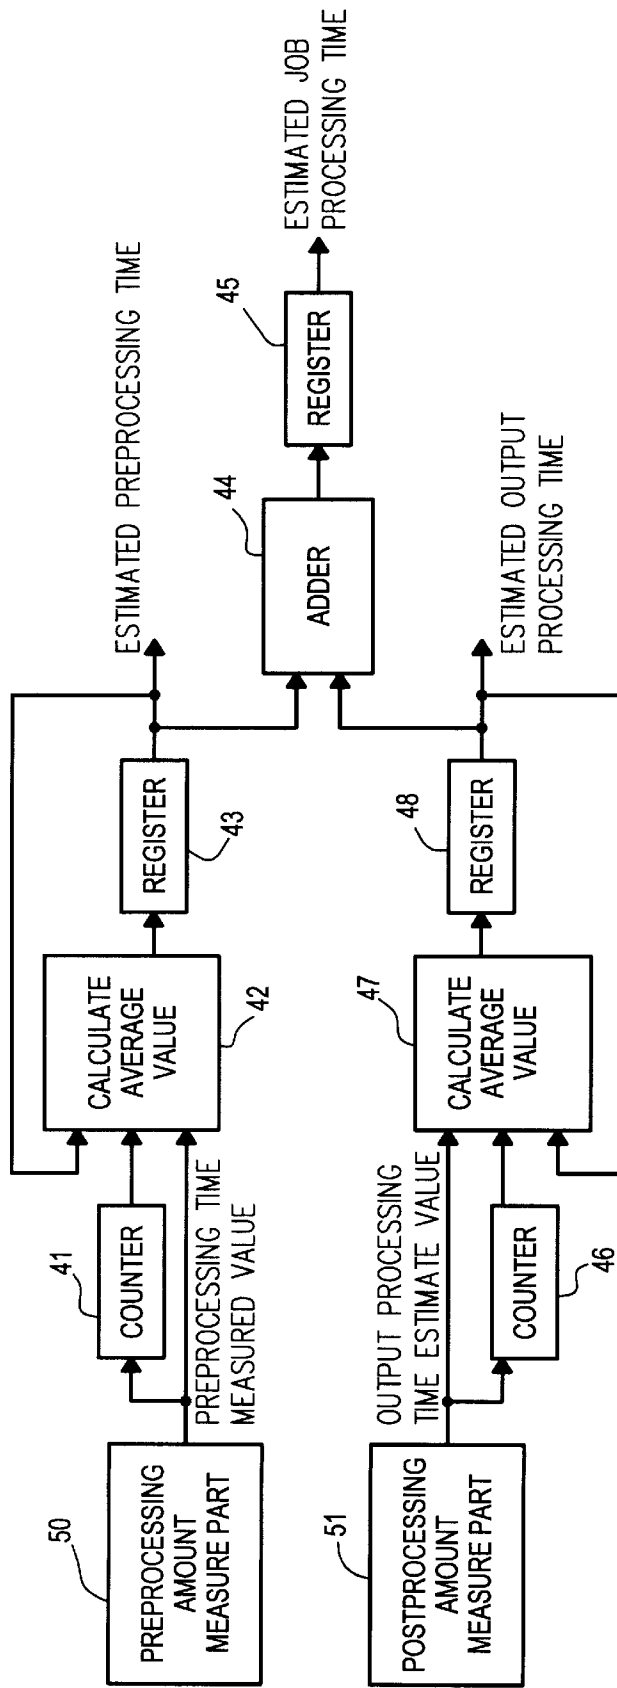 50
PREPROCESSING
AMOUNT
MEASURE PART
41
COUNTER
PREPROCESSING TIME
MEASURED VALUE
CALCULATE
AVERAGE
VALUE
42
REGISTER
43
ESTIMATED PREPROCESSING TIME
44
ADDER
45
REGISTER
ESTIMATED JOB
PROCESSING TIME
51
POSTPROCESSING
AMOUNT
MEASURE PART
OUTPUT PROCESSING
TIME ESTIMATE VALUE
COUNTER
46
47
CALCULATE
AVERAGE
VALUE
48
REGISTER
ESTIMATED OUTPUT
PROCESSING TIME